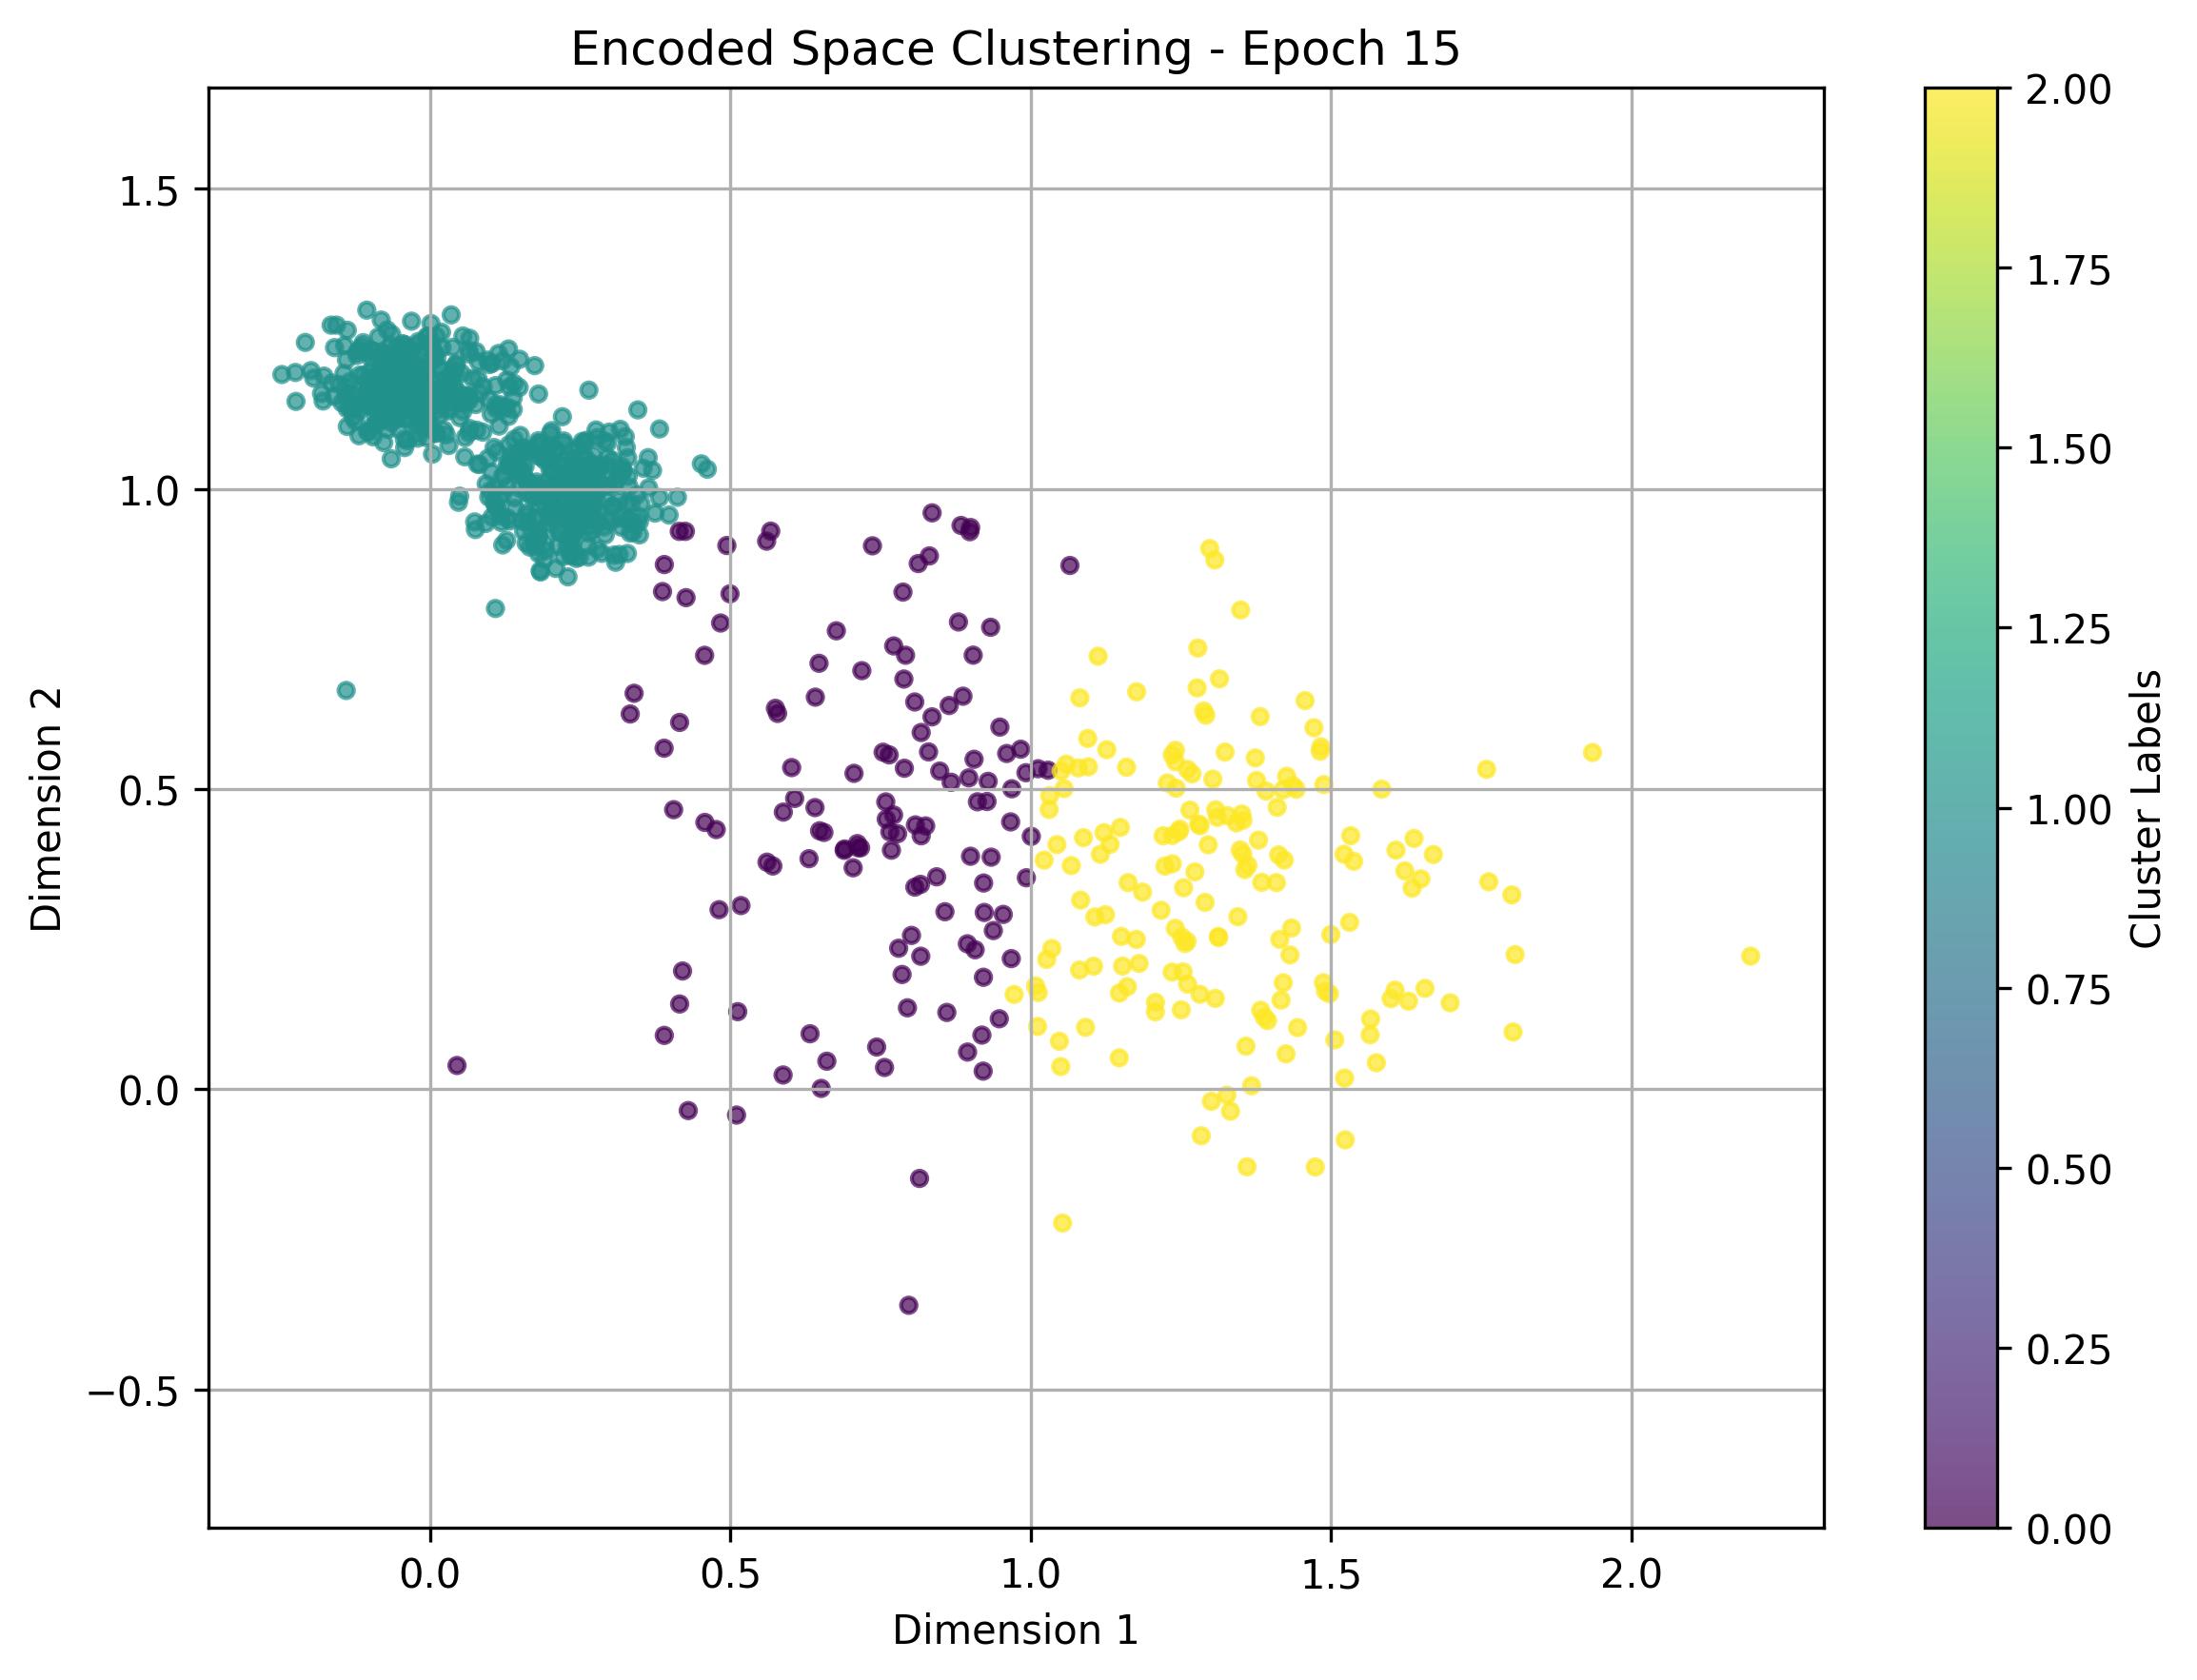 Encoded Space Clustering - Epoch 15
Dimension 2
1.5
1.0
0.5
0.0
−0.5
0.0 0.5 1.0 1.5 2.0
Dimension 1
2.00
1.75
1.50
1.25
1.00
0.75
0.50
0.25
0.00
Cluster Labels